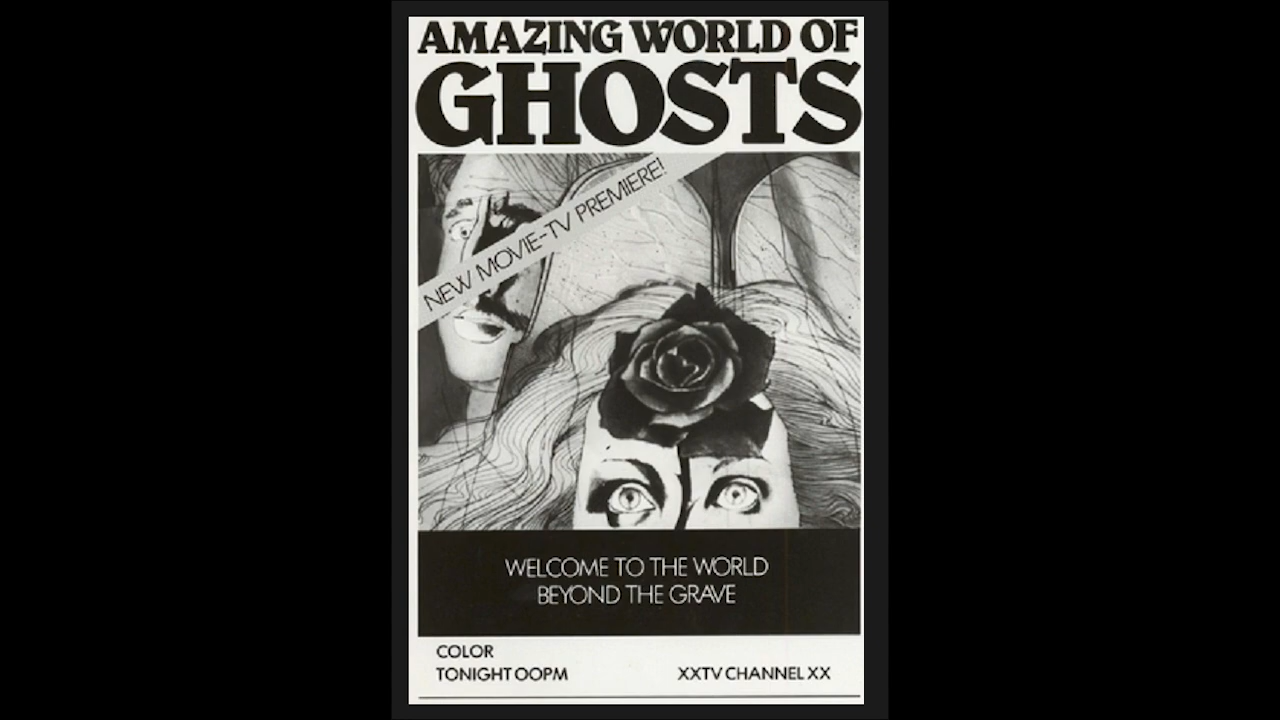 AMAZING WORLD OF
GHOSTS
NEW MOVIE-TV PREMIERE!
WELCOME TO THE WORLD
BEYOND THE GRAVE
COLOR
TONIGHT OOPM
XXTV CHANNEL XX